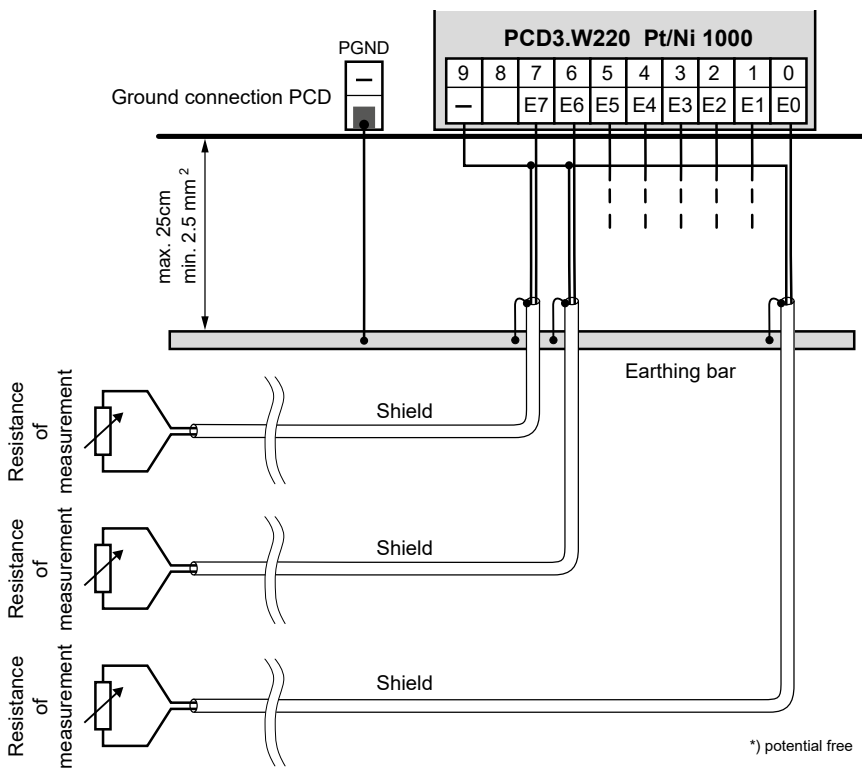 PCD3.W220 Pt/Ni 1000
PGND
–
Ground connection PCD
9 8 7 6 5 4 3 2 1 0
– E7 E6 E5 E4 E3 E2 E1 E0
max. 25cm
min. 2.5 mm²
Earthing bar
Resistance
of
measurement
Shield
Resistance
of
measurement
Shield
Resistance
of
measurement
Shield
*) potential free